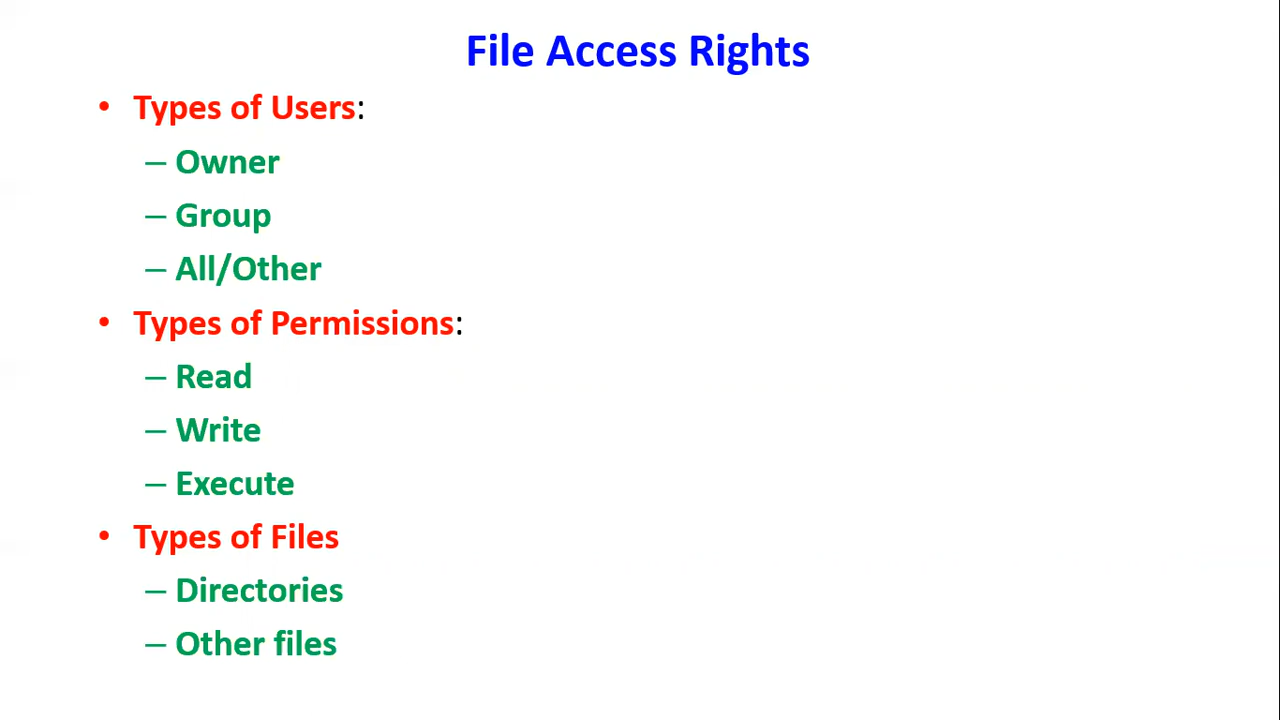 File Access Rights
• Types of Users:
– Owner
– Group
– All/Other
• Types of Permissions:
– Read
– Write
– Execute
• Types of Files
– Directories
– Other files